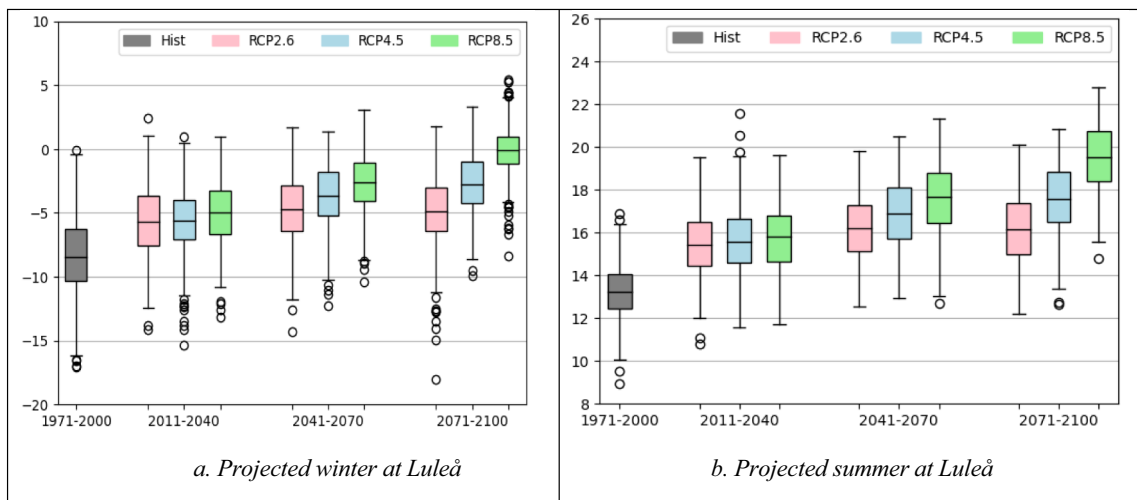 10
5
0
−5
−10
−15
−20
Hist RCP2.6 RCP4.5 RCP8.5
1971-2000 2011-2040 2041-2070 2071-2100
a. Projected winter at Luleå
26
24
22
20
18
16
14
12
10
8
Hist RCP2.6 RCP4.5 RCP8.5
1971-2000 2011-2040 2041-2070 2071-2100
b. Projected summer at Luleå